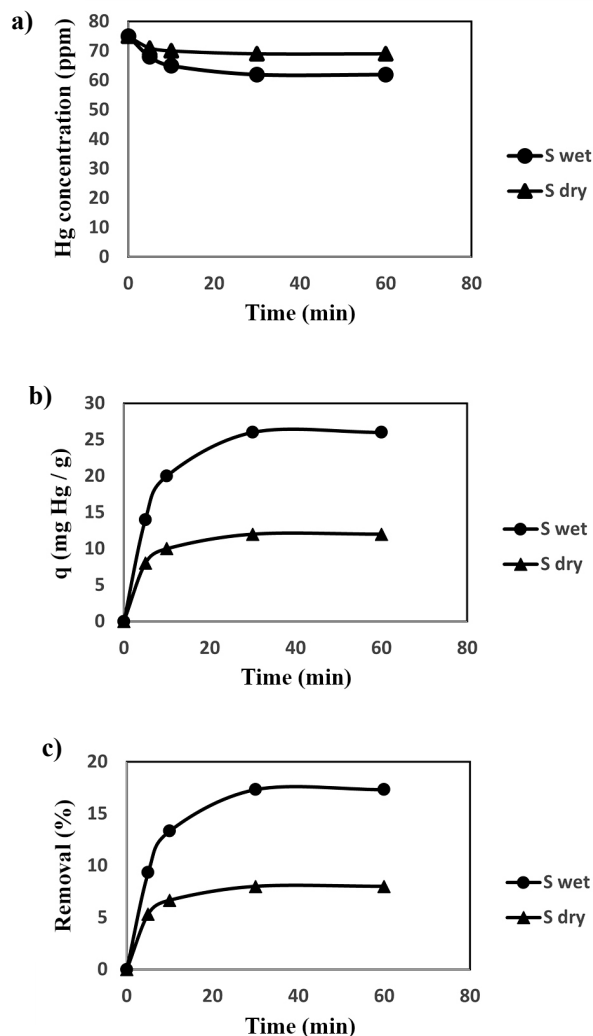 a)
80
70
60
50
40
30
20
10
0
Hg concentration (ppm)
0 20 40 60 80
Time (min)
S wet
S dry
b)
30
25
20
15
10
5
0
q (mg Hg / g)
0 20 40 60 80
Time (min)
S wet
S dry
c)
20
15
10
5
0
Removal (%)
0 20 40 60 80
Time (min)
S wet
S dry